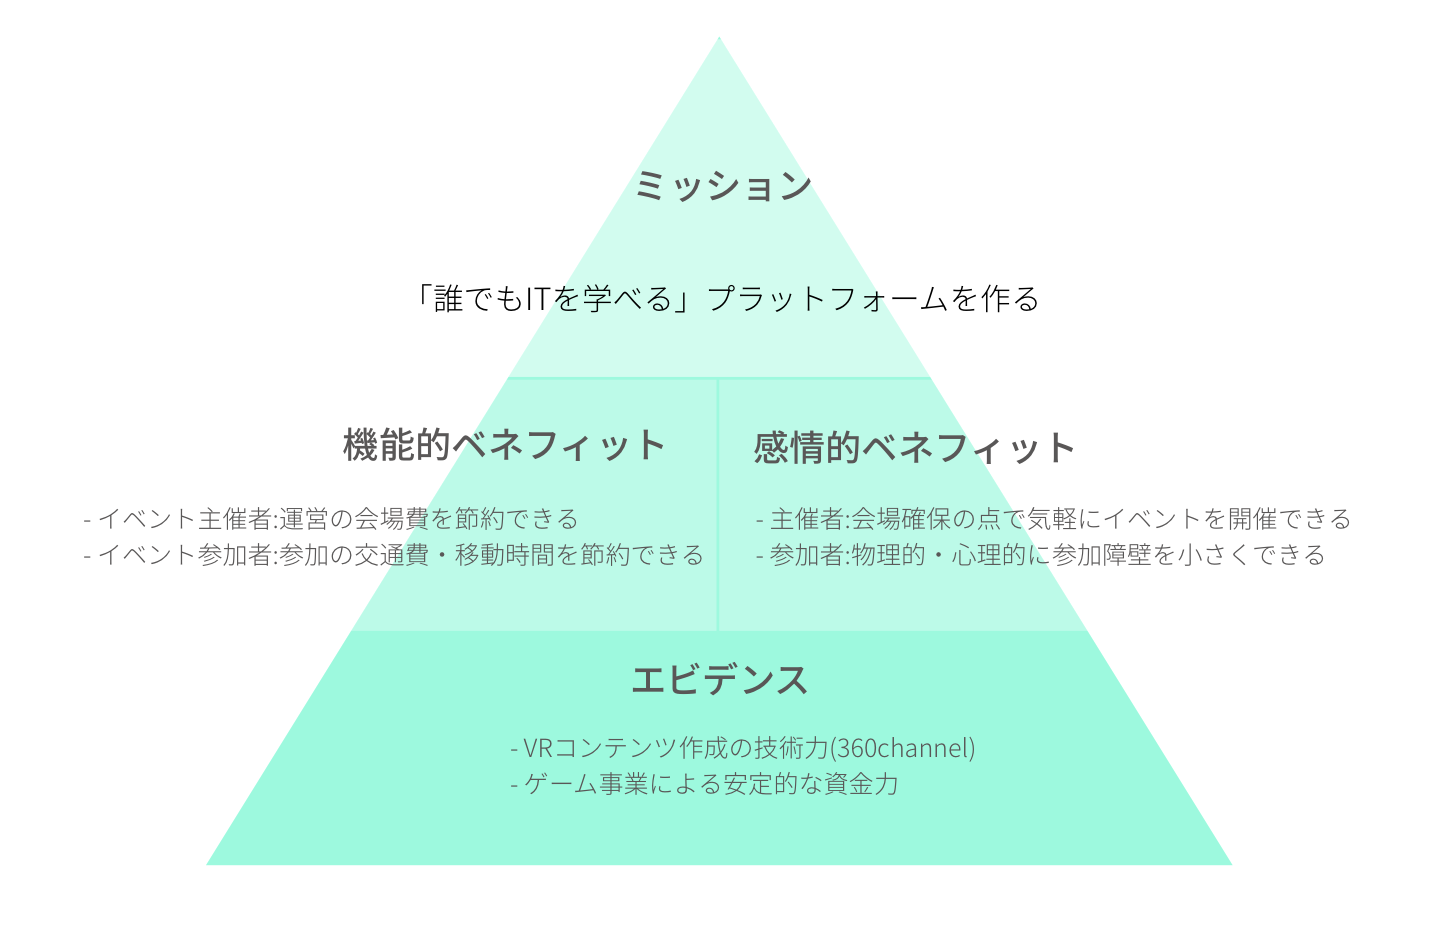 ミッション
「誰でもITを学べる」プラットフォームを作る
機能的ベネフィット
- イベント主催者:運営の会場費を節約できる
- イベント参加者:参加の交通費・移動時間を節約できる
感情的ベネフィット
- 主催者:会場確保の点で気軽にイベントを開催できる
- 参加者:物理的・心理的に参加障壁を小さくできる
エビデンス
- VRコンテンツ作成の技術力(360channel)
- ゲーム事業による安定的な資金力